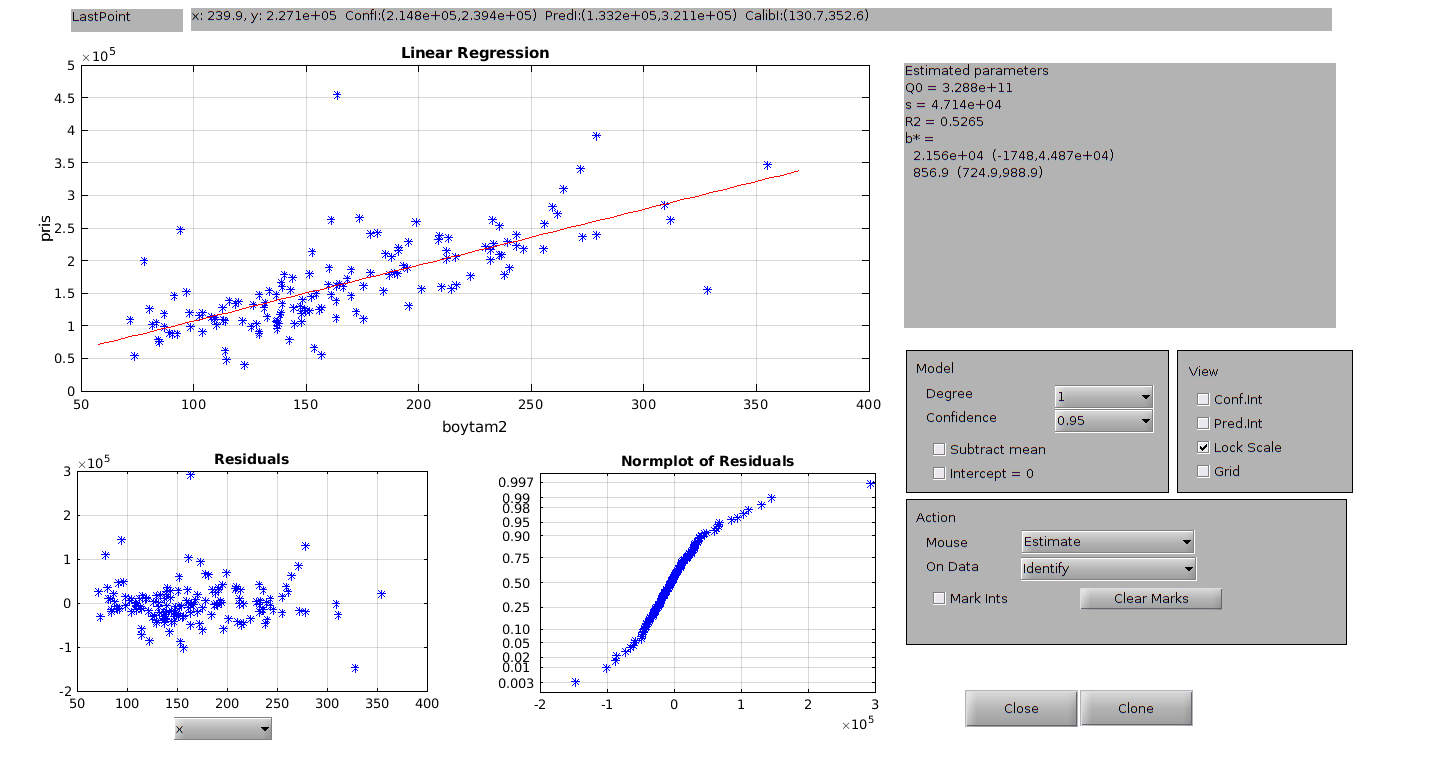 LastPoint
x: 239.9, y: 2.271e+05 ConfI:(2.148e+05,2.394e+05) PredI:(1.332e+05,3.211e+05) CalibI:(130.7,352.6)
Linear Regression
×10⁵
5
4.5
4
3.5
3
2.5
2
1.5
1
0.5
0
pris
50 100 150 200 250 300 350 400
boytam2
Estimated parameters
Q0 = 3.288e+11
s = 4.714e+04
R2 = 0.5265
b* =
2.156e+04 (-1748,4.487e+04)
856.9 (724.9,988.9)
Model
Degree 1
Confidence 0.95
Subtract mean
Intercept = 0
View
Conf.Int
Pred.Int
Lock Scale
Grid
Residuals
×10⁵
3
2
1
0
-1
-2
50 100 150 200 250 300 350 400
x
Normplot of Residuals
0.997
0.99
0.98
0.95
0.90
0.75
0.50
0.25
0.10
0.05
0.02
0.01
0.003
-2 -1 0 1 2 3
×10⁵
Action
Mouse Estimate
On Data Identify
Mark Ints Clear Marks
Close Clone